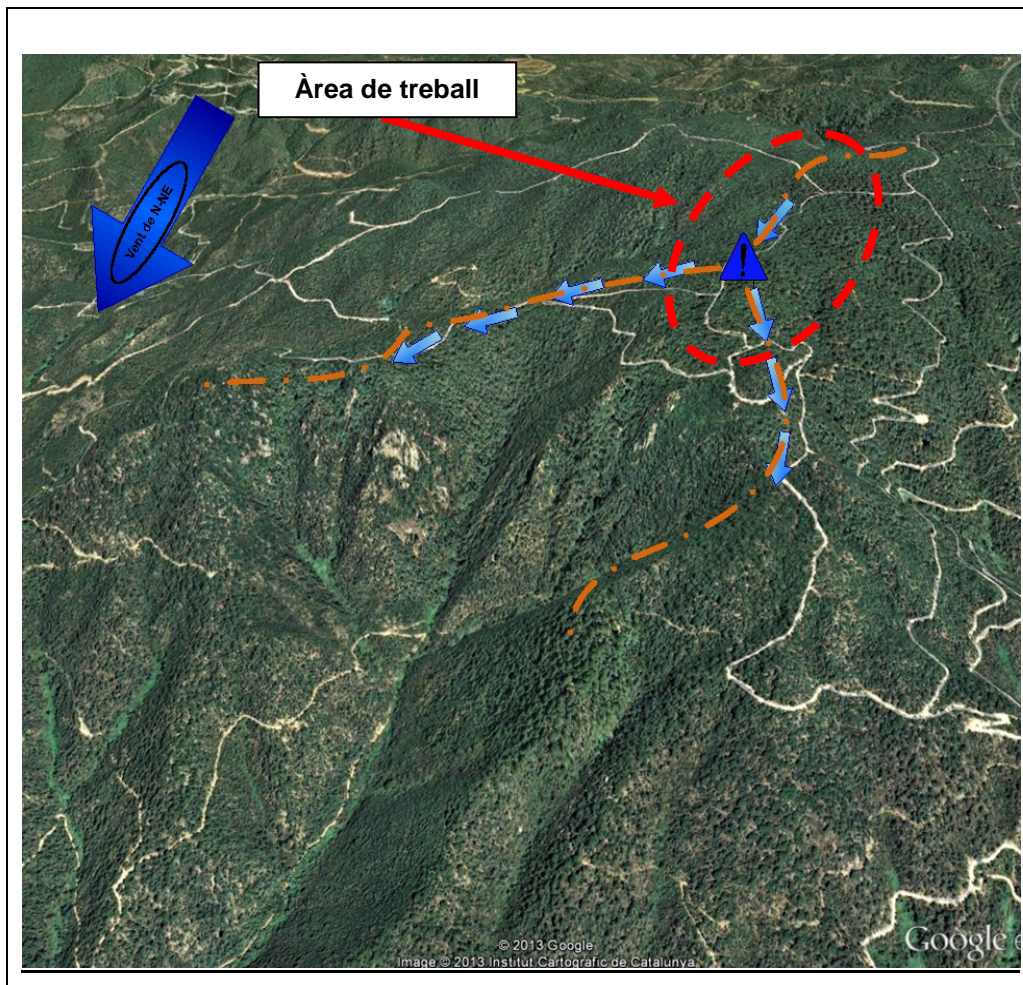 Àrea de treball
Vent de N-NE
!
© 2013 Google
Image © 2013 Institut Cartogràfic de Catalunya
Google e